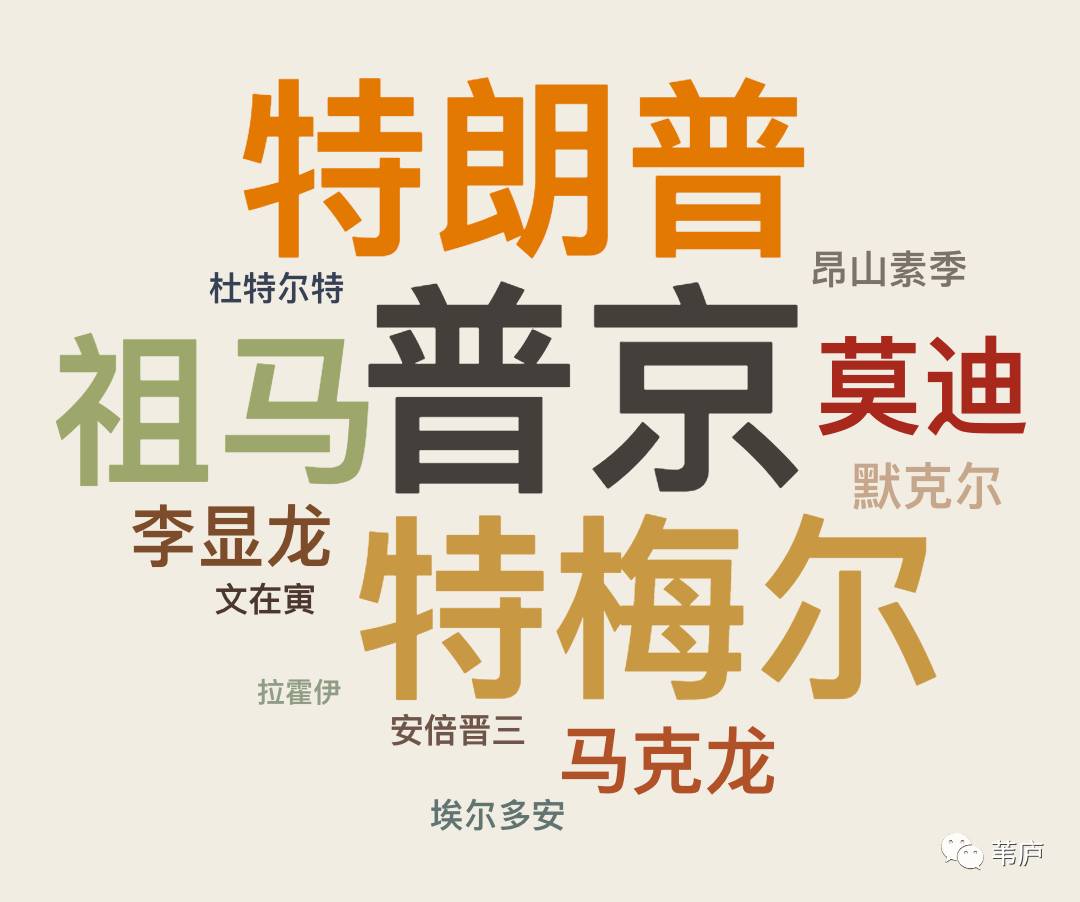 特朗普
昂山素季
杜特尔特
普京
祖马
莫迪
默克尔
李显龙
特梅尔
文在寅
拉霍伊
安倍晋三
马克龙
埃尔多安
苇庐